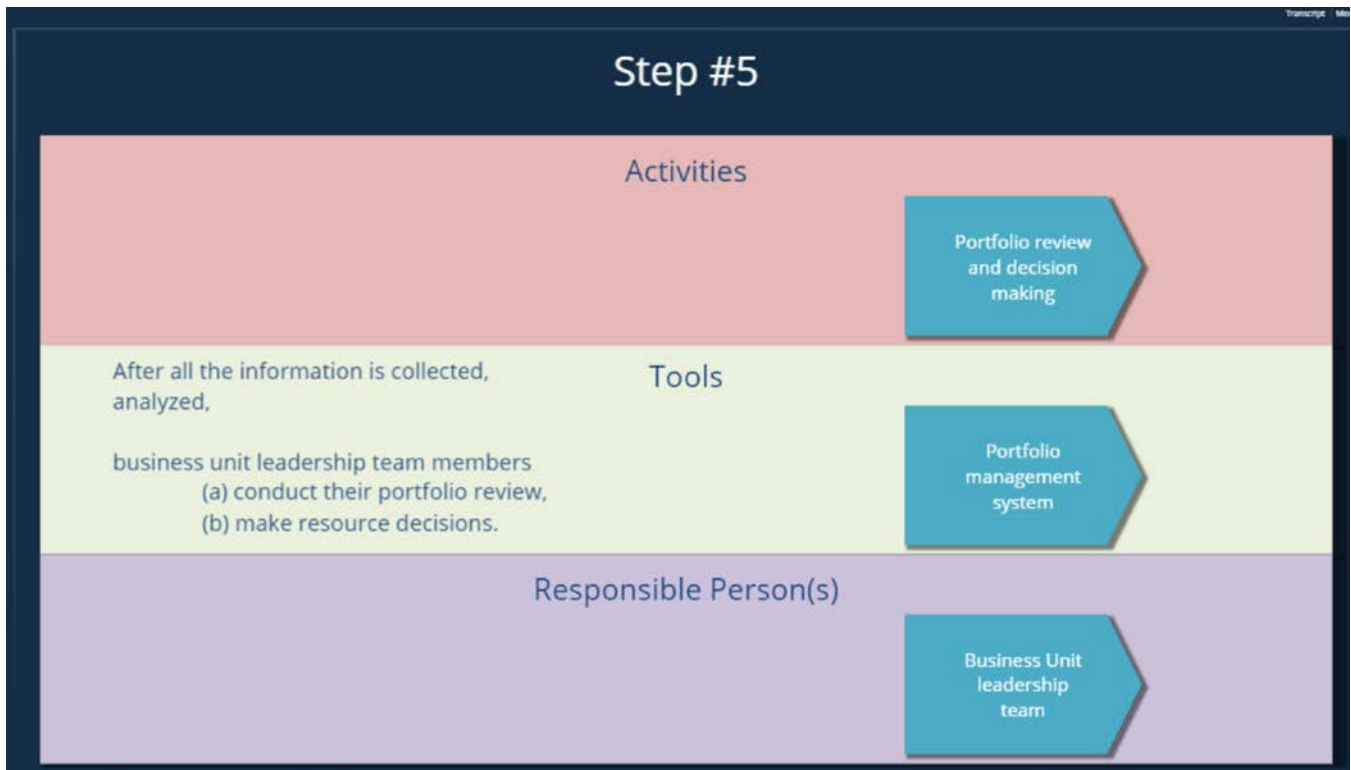 Transcript
Step #5
Activities
Portfolio review
and decision
making
After all the information is collected,
analyzed,
business unit leadership team members
(a) conduct their portfolio review,
(b) make resource decisions.
Tools
Portfolio
management
system
Responsible Person(s)
Business Unit
leadership
team